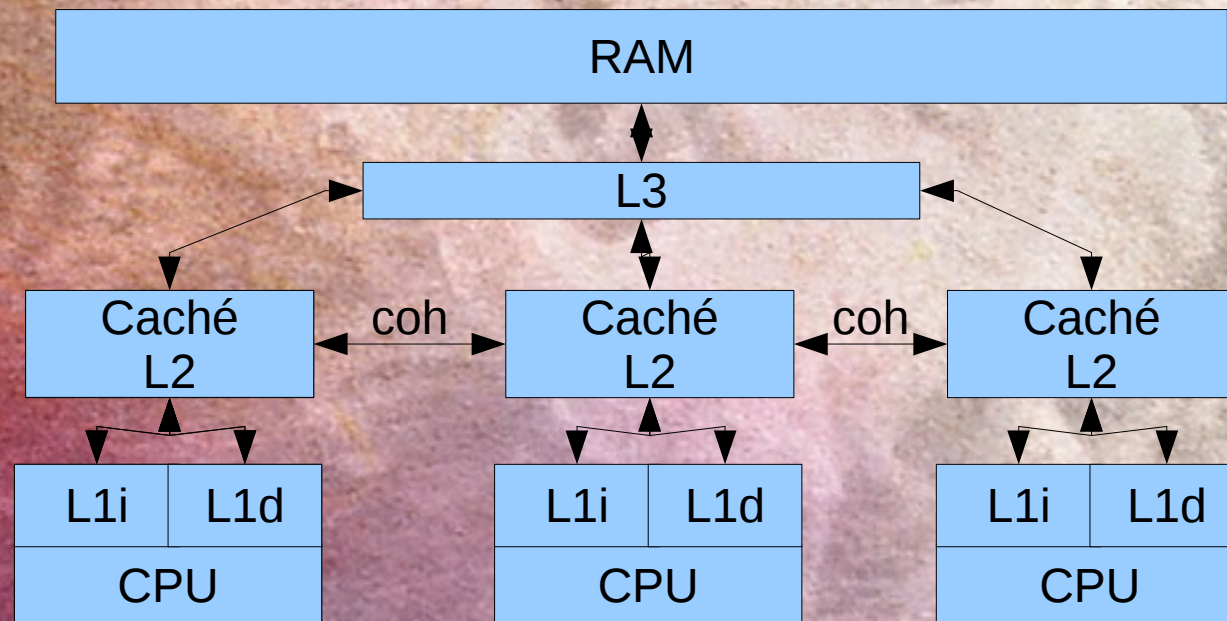 RAM
L3
Caché
L2
coh
Caché
L2
coh
Caché
L2
L1i
L1d
L1i
L1d
L1i
L1d
CPU
CPU
CPU